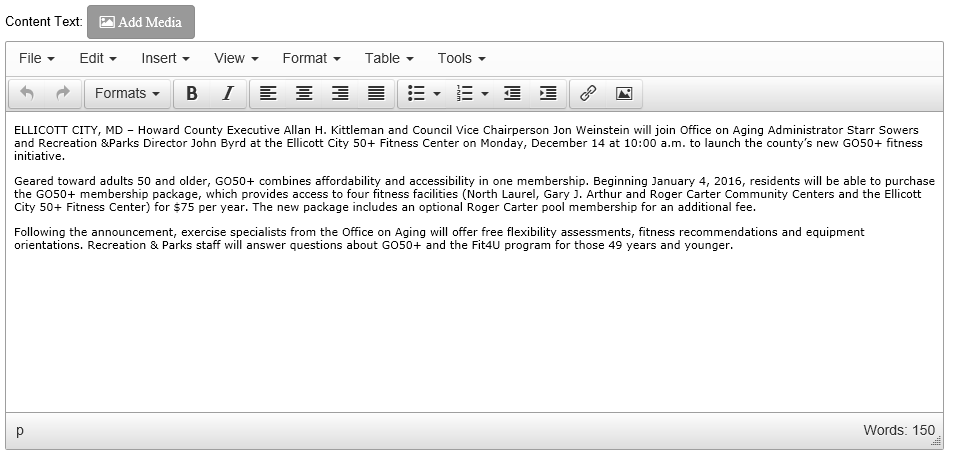 Content Text: Add Media
File Edit Insert View Format Table Tools
Formats B I
ELLICOTT CITY, MD – Howard County Executive Allan H. Kittleman and Council Vice Chairperson Jon Weinstein will join Office on Aging Administrator Starr Sowers
and Recreation &Parks Director John Byrd at the Ellicott City 50+ Fitness Center on Monday, December 14 at 10:00 a.m. to launch the county's new GO50+ fitness
initiative.
Geared toward adults 50 and older, GO50+ combines affordability and accessibility in one membership. Beginning January 4, 2016, residents will be able to purchase
the GO50+ membership package, which provides access to four fitness facilities (North Laurel, Gary J. Arthur and Roger Carter Community Centers and the Ellicott
City 50+ Fitness Center) for $75 per year. The new package includes an optional Roger Carter pool membership for an additional fee.
Following the announcement, exercise specialists from the Office on Aging will offer free flexibility assessments, fitness recommendations and equipment
orientations. Recreation & Parks staff will answer questions about GO50+ and the Fit4U program for those 49 years and younger.
p Words: 150